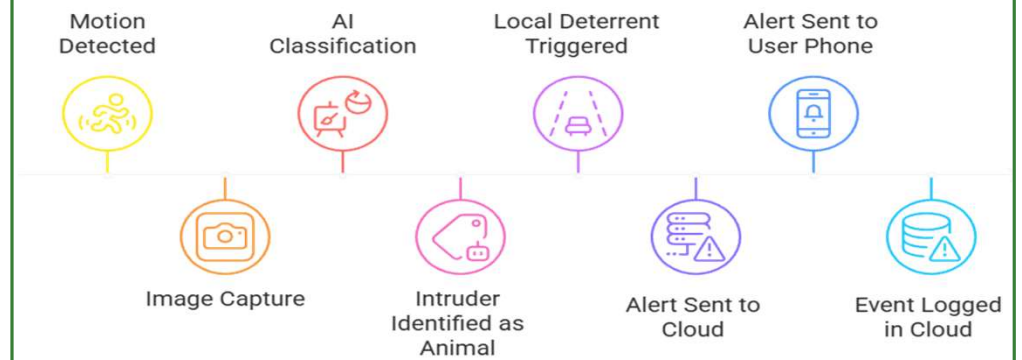 Motion
Detected
AI
Classification
Local Deterrent
Triggered
Alert Sent to
User Phone
Image Capture
Intruder
Identified as
Animal
Alert Sent to
Cloud
Event Logged
in Cloud